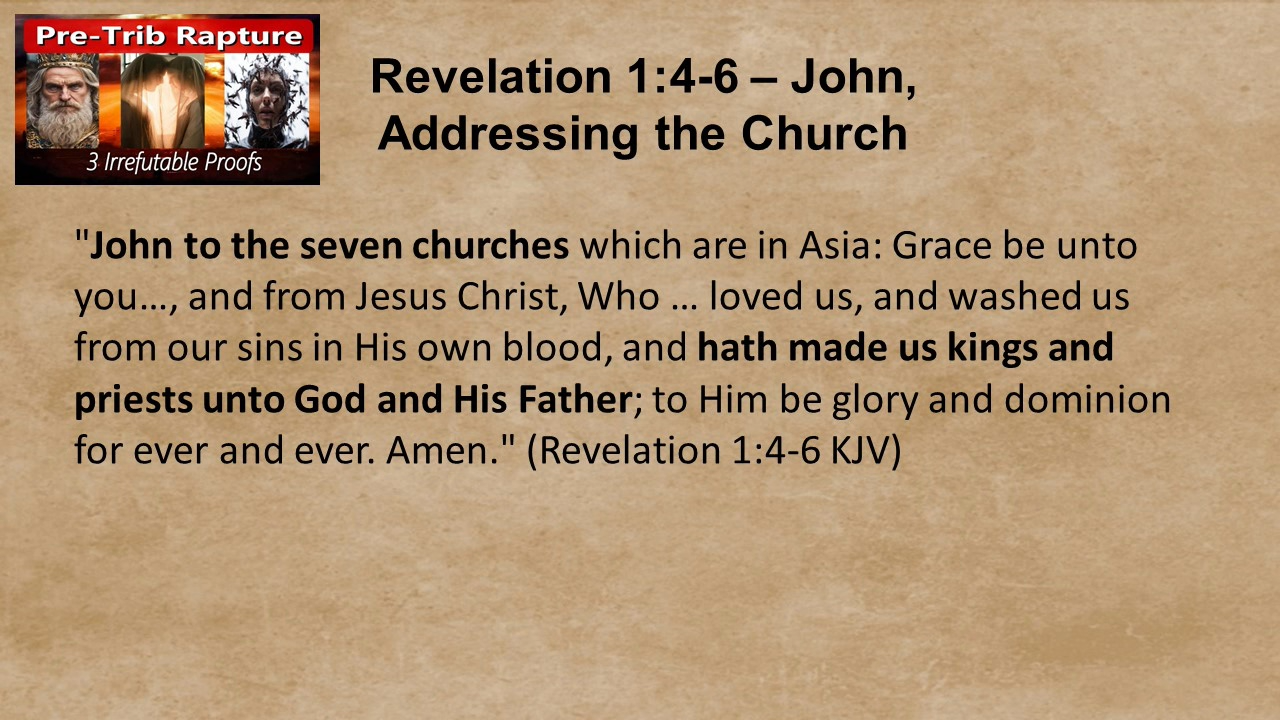 Pre-Trib Rapture
3 Irrefutable Proofs
Revelation 1:4-6 – John,
Addressing the Church
"John to the seven churches which are in Asia: Grace be unto
you…, and from Jesus Christ, Who … loved us, and washed us
from our sins in His own blood, and hath made us kings and
priests unto God and His Father; to Him be glory and dominion
for ever and ever. Amen." (Revelation 1:4-6 KJV)